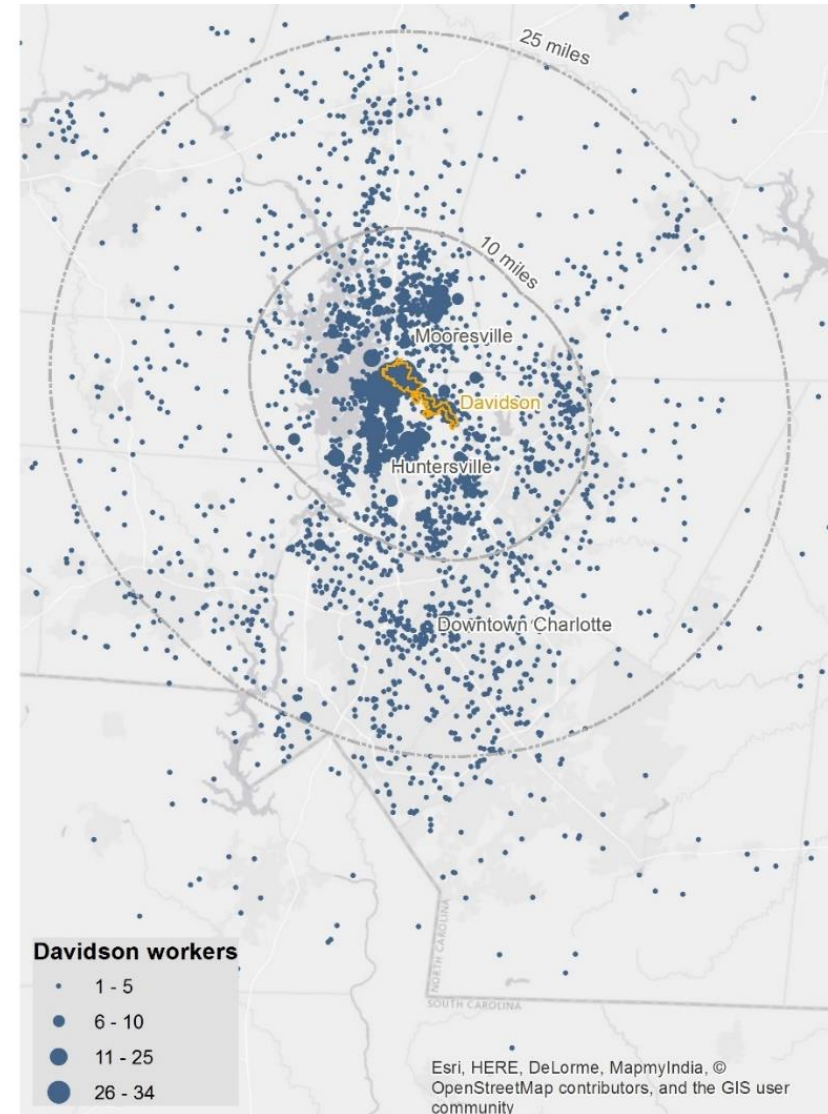 25 miles
10 miles
Mooresville
Davidson
Huntersville
Downtown Charlotte
NORTH CAROLINA
SOUTH CAROLINA
Davidson workers
1 - 5
6 - 10
11 - 25
26 - 34
Esri, HERE, DeLorme, MapmyIndia, ©
OpenStreetMap contributors, and the GIS user
community